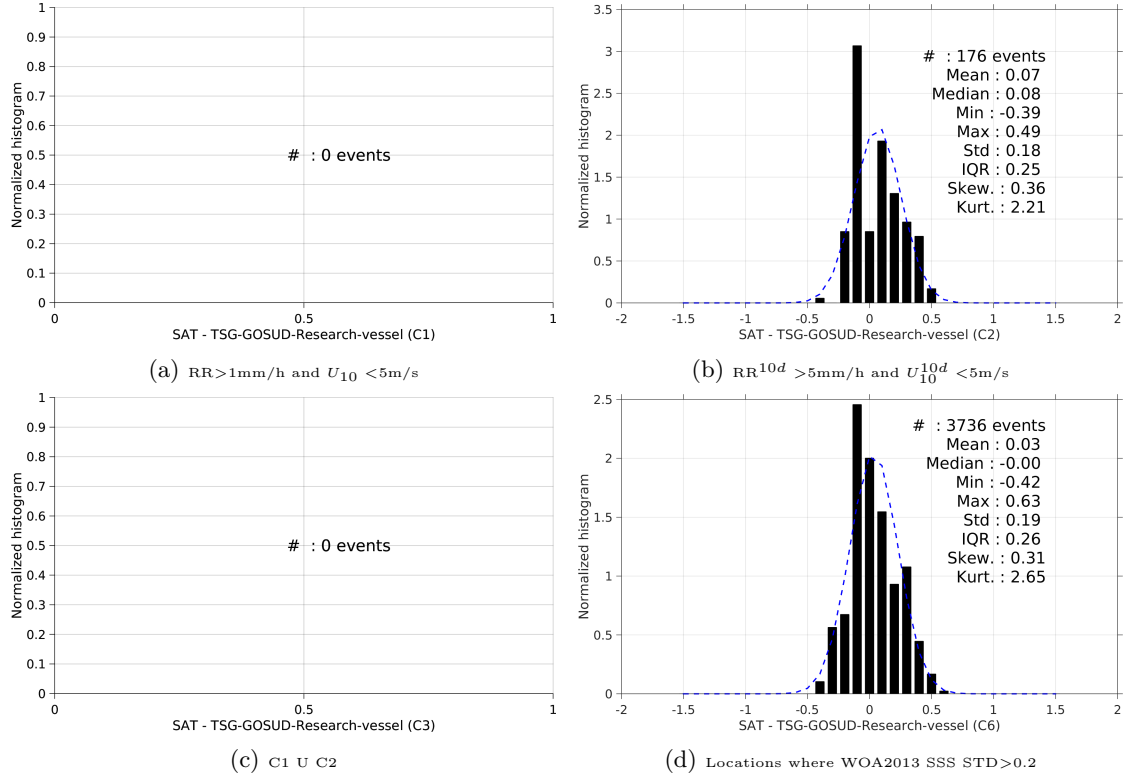 1
0.9
0.8
0.7
0.6
0.5
0.4
0.3
0.2
0.1
0
Normalized histogram
# : 0 events
0 0.5 1
SAT - TSG-GOSUD-Research-vessel (C1)
(a) RR>1mm/h and U10 <5m/s
3.5
3
2.5
2
1.5
1
0.5
0
Normalized histogram
# : 176 events
Mean : 0.07
Median : 0.08
Min : -0.39
Max : 0.49
Std : 0.18
IQR : 0.25
Skew. : 0.36
Kurt. : 2.21
-2 -1.5 -1 -0.5 0 0.5 1 1.5 2
SAT - TSG-GOSUD-Research-vessel (C2)
(b) RR10d >5mm/h and U10d10 <5m/s
1
0.9
0.8
0.7
0.6
0.5
0.4
0.3
0.2
0.1
0
Normalized histogram
# : 0 events
0 0.5 1
SAT - TSG-GOSUD-Research-vessel (C3)
(c) C1 U C2
2.5
2
1.5
1
0.5
0
Normalized histogram
# : 3736 events
Mean : 0.03
Median : -0.00
Min : -0.42
Max : 0.63
Std : 0.19
IQR : 0.26
Skew. : 0.31
Kurt. : 2.65
-2 -1.5 -1 -0.5 0 0.5 1 1.5 2
SAT - TSG-GOSUD-Research-vessel (C6)
(d) Locations where WOA2013 SSS STD>0.2